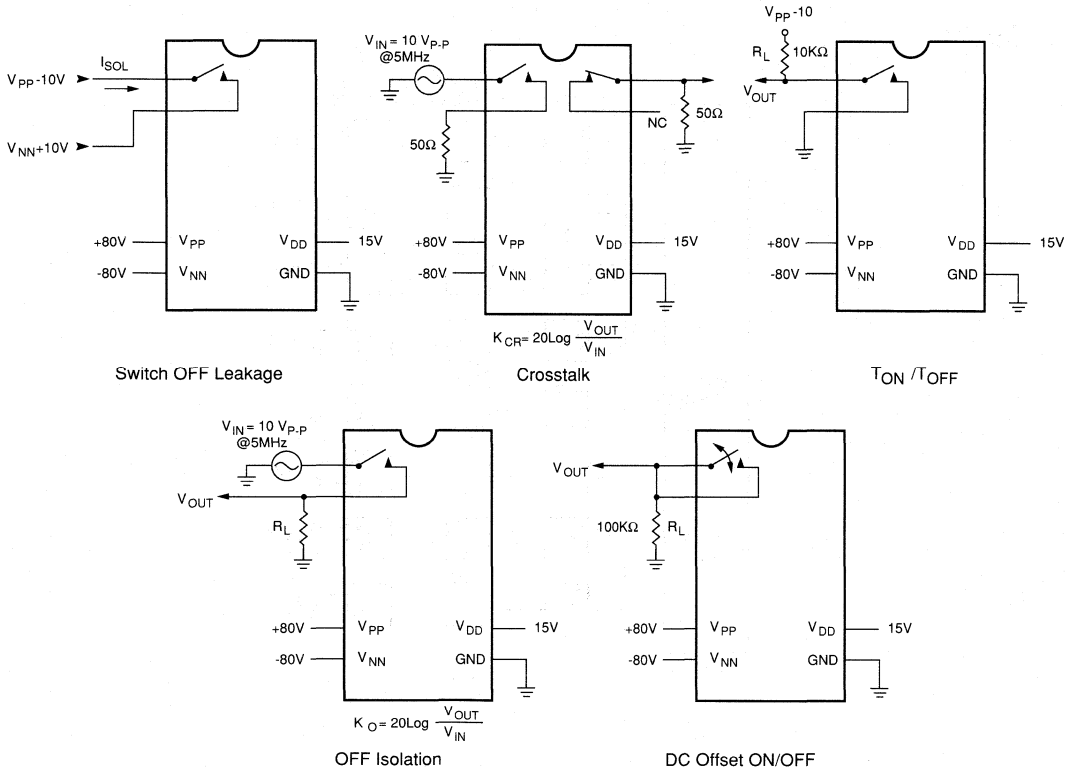 V_PP-10V
I_SOL
V_NN+10V
+80V V_PP V_DD 15V
-80V V_NN GND
Switch OFF Leakage
V_IN = 10 V_P-P
@5MHz
50Ω
NC
50Ω
+80V V_PP V_DD 15V
-80V V_NN GND
K_CR = 20Log V_OUT
V_IN
Crosstalk
V_PP-10
R_L 10KΩ
V_OUT
+80V V_PP V_DD 15V
-80V V_NN GND
T_ON /T_OFF
V_IN = 10 V_P-P
@5MHz
V_OUT
R_L
+80V V_PP V_DD 15V
-80V V_NN GND
K_O = 20Log V_OUT
V_IN
OFF Isolation
V_OUT
100KΩ R_L
+80V V_PP V_DD 15V
-80V V_NN GND
DC Offset ON/OFF